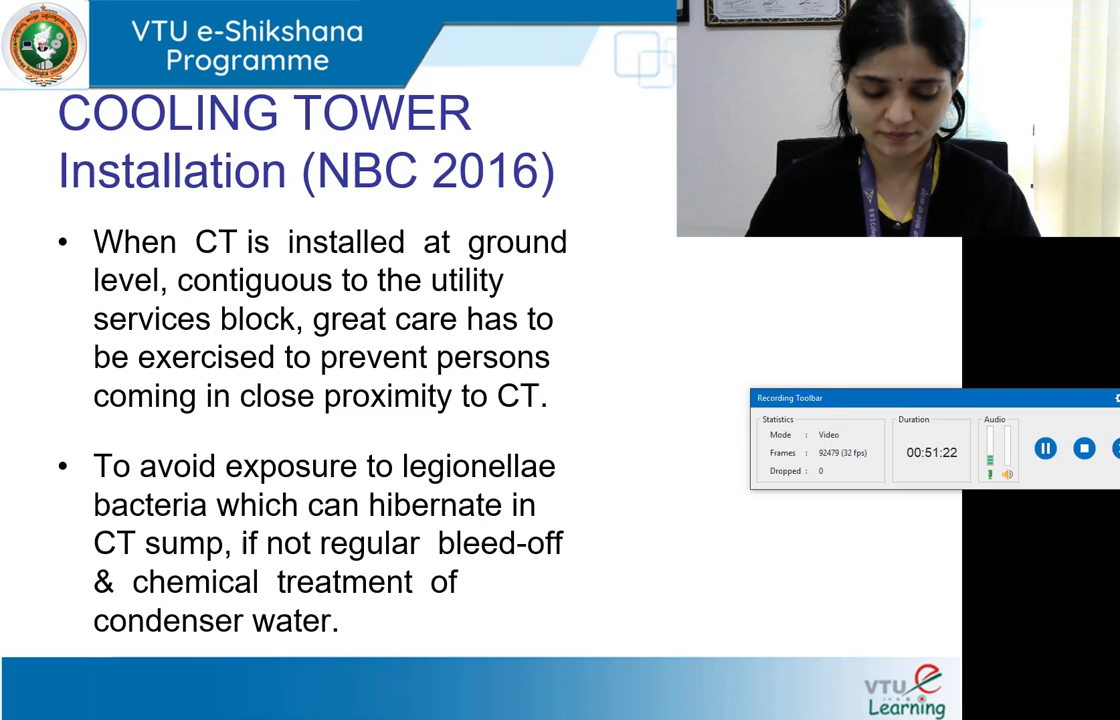 VTU e-Shikshana
Programme
COOLING TOWER
Installation (NBC 2016)
• When CT is installed at ground
level, contiguous to the utility
services block, great care has to
be exercised to prevent persons
coming in close proximity to CT.
• To avoid exposure to legionellae
bacteria which can hibernate in
CT sump, if not regular bleed-off
& chemical treatment of
condenser water.
Recording Toolbar
Statistics
Mode : Video
Frames : 92479 (32 fps)
Dropped : 0
Duration
00:51:22
Audio
VTU e
Learning